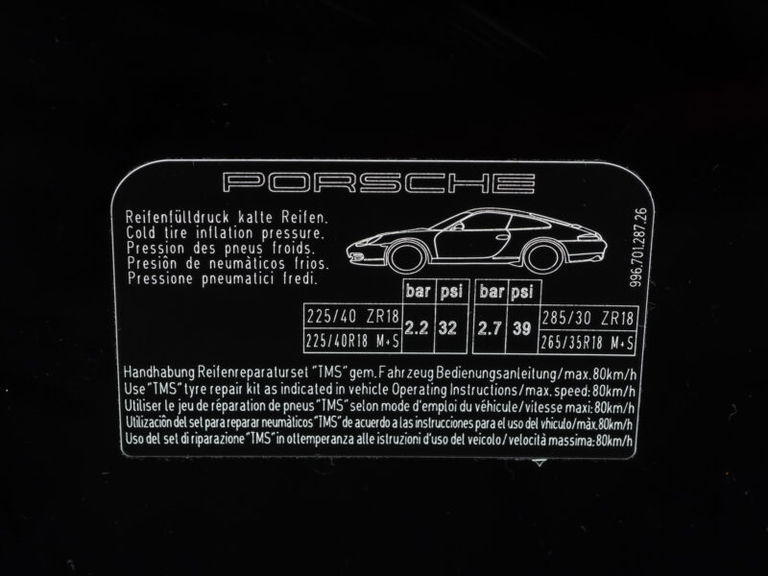 PORSCHE
Reifenfülldruck kalte Reifen.
Cold tire inflation pressure.
Pression des pneus froids.
Presión de neumàticos frios.
Pressione pneumatici fredi.
996.701.287.26
bar psi bar psi
225/40 ZR18 2.2 32 2.7 39 285/30 ZR18
225/40R18 M+S 265/35R18 M+S
Handhabung Reifenreparaturset "TMS" gem. Fahrzeug Bedienungsanleitung/max. 80km/h
Use "TMS" tyre repair kit as indicated in vehicle Operating Instructions/max. speed: 80km/h
Utiliser le jeu de réparation de pneus "TMS" selon mode d'emploi du véhicule/vitesse maxi: 80km/h
Utilización del set para reparar neumàticos "TMS" de acuerdo a las instrucciones para el uso del vhiculo/màx. 80km/h
Uso del set di riparazione "TMS" in ottemperanza alle istruzioni d'uso del veicolo/velocità massima: 80km/h